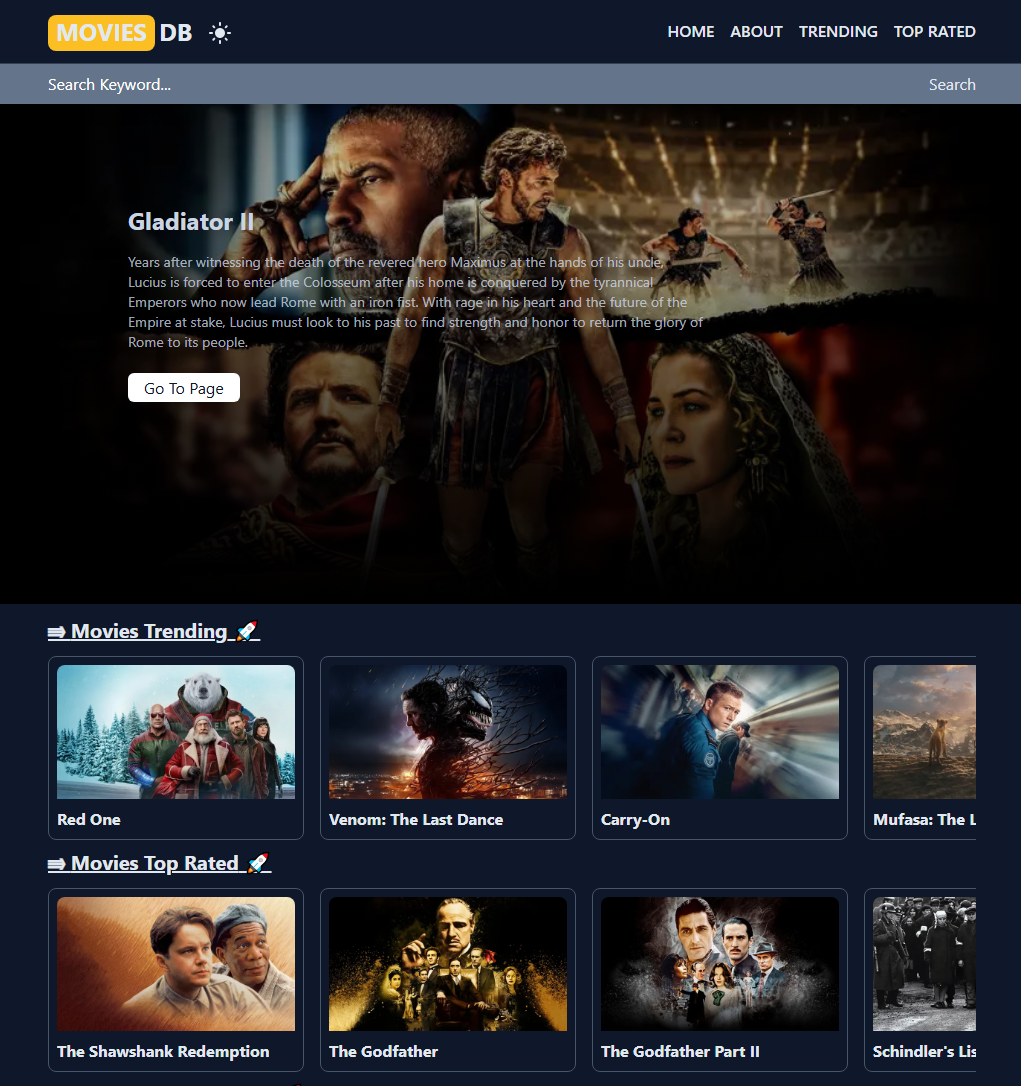 MOVIES DB
HOME ABOUT TRENDING TOP RATED
Search Keyword...
Search
Gladiator II
Years after witnessing the death of the revered hero Maximus at the hands of his uncle,
Lucius is forced to enter the Colosseum after his home is conquered by the tyrannical
Emperors who now lead Rome with an iron fist. With rage in his heart and the future of the
Empire at stake, Lucius must look to his past to find strength and honor to return the glory of
Rome to its people.
Go To Page
⇛ Movies Trending 🚀
Red One
Venom: The Last Dance
Carry-On
Mufasa: The L
⇛ Movies Top Rated 🚀
The Shawshank Redemption
The Godfather
The Godfather Part II
Schindler's Lis